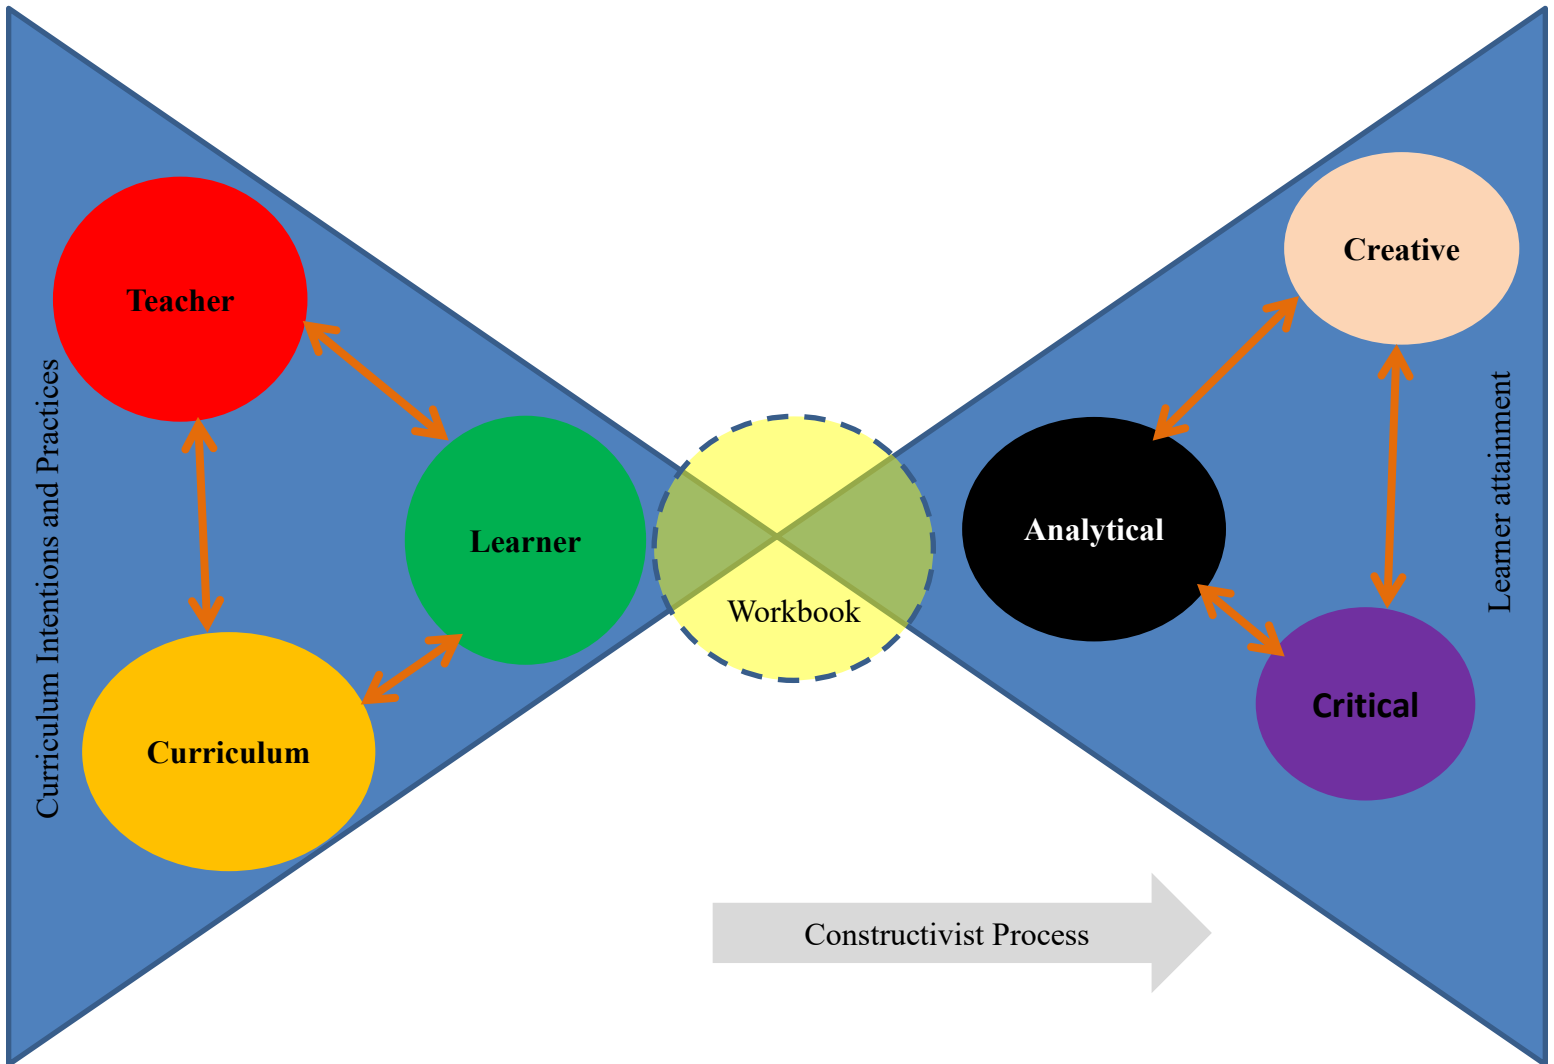 Curriculum Intentions and Practices
Teacher
Learner
Curriculum
Workbook
Creative
Analytical
Critical
Learner attainment
Constructivist Process